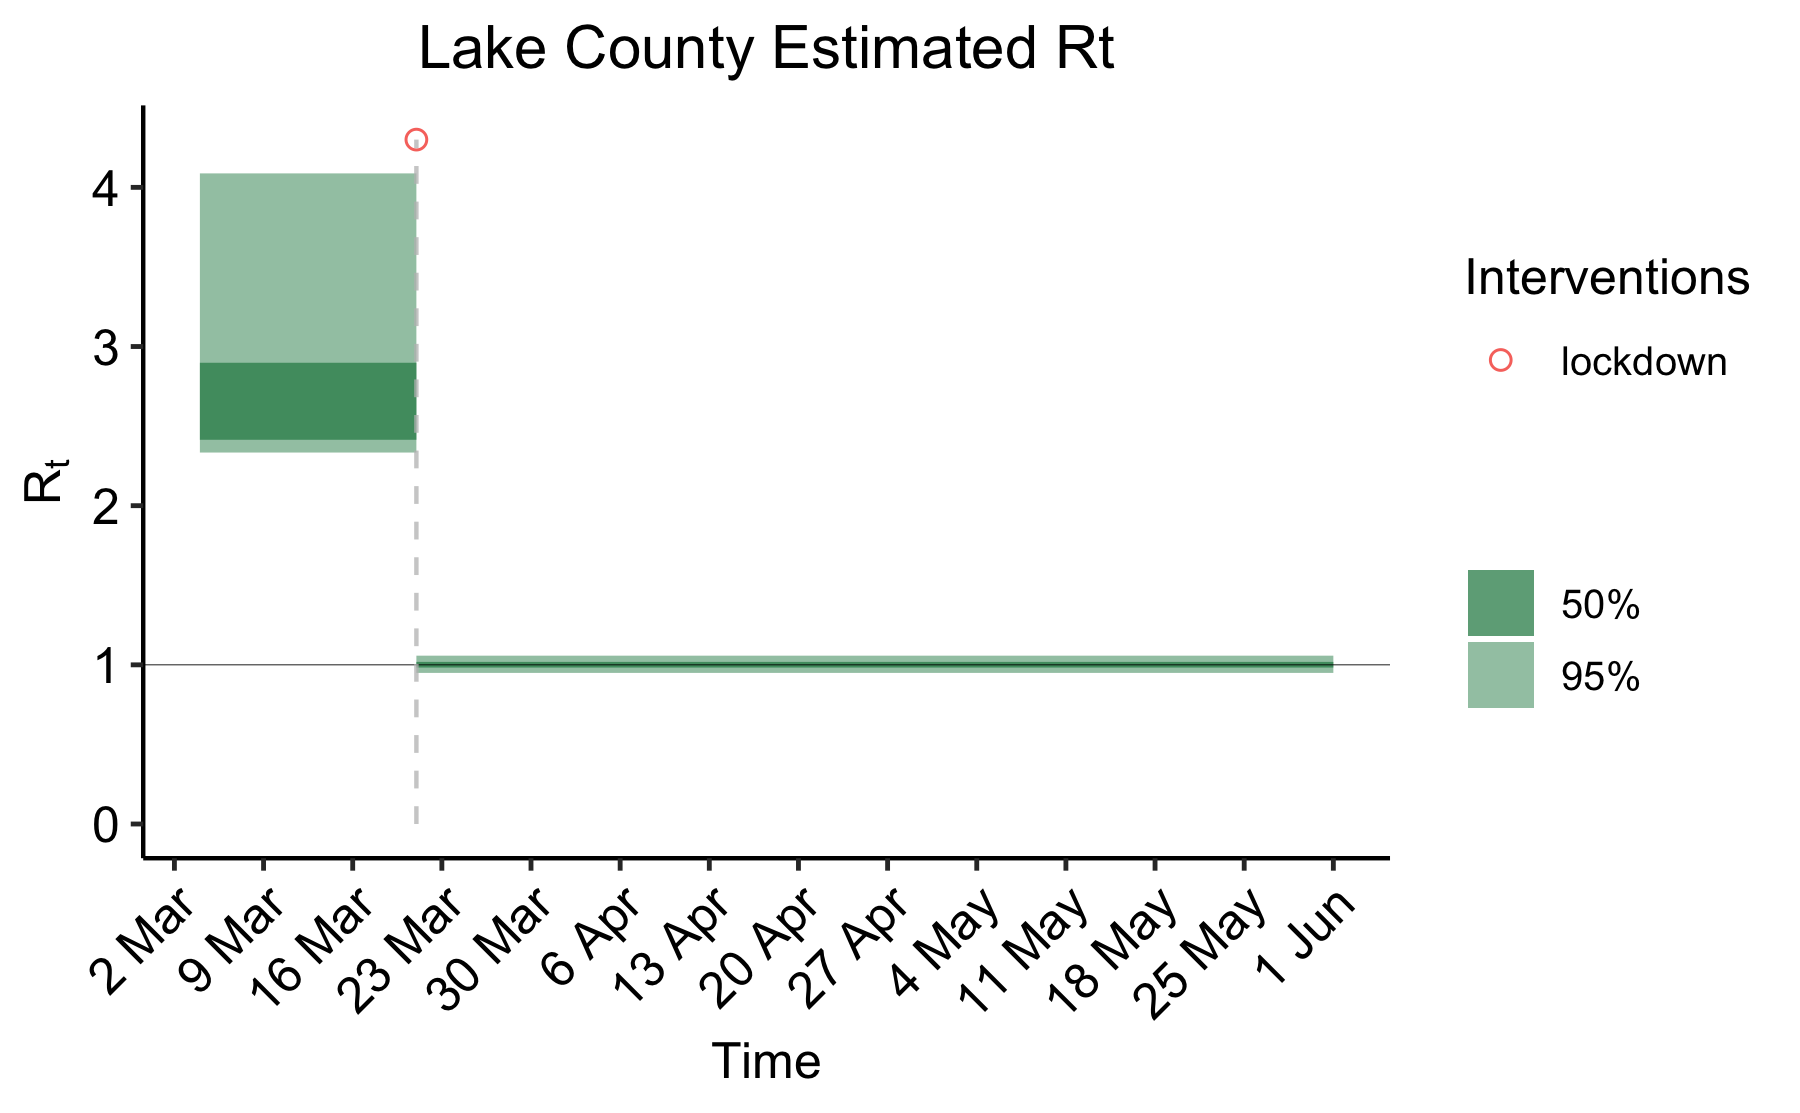 Lake County Estimated Rt
4
3
2
1
0
Rt
2 Mar
9 Mar
16 Mar
23 Mar
30 Mar
6 Apr
13 Apr
20 Apr
27 Apr
4 May
11 May
18 May
25 May
1 Jun
Time
Interventions
lockdown
50%
95%